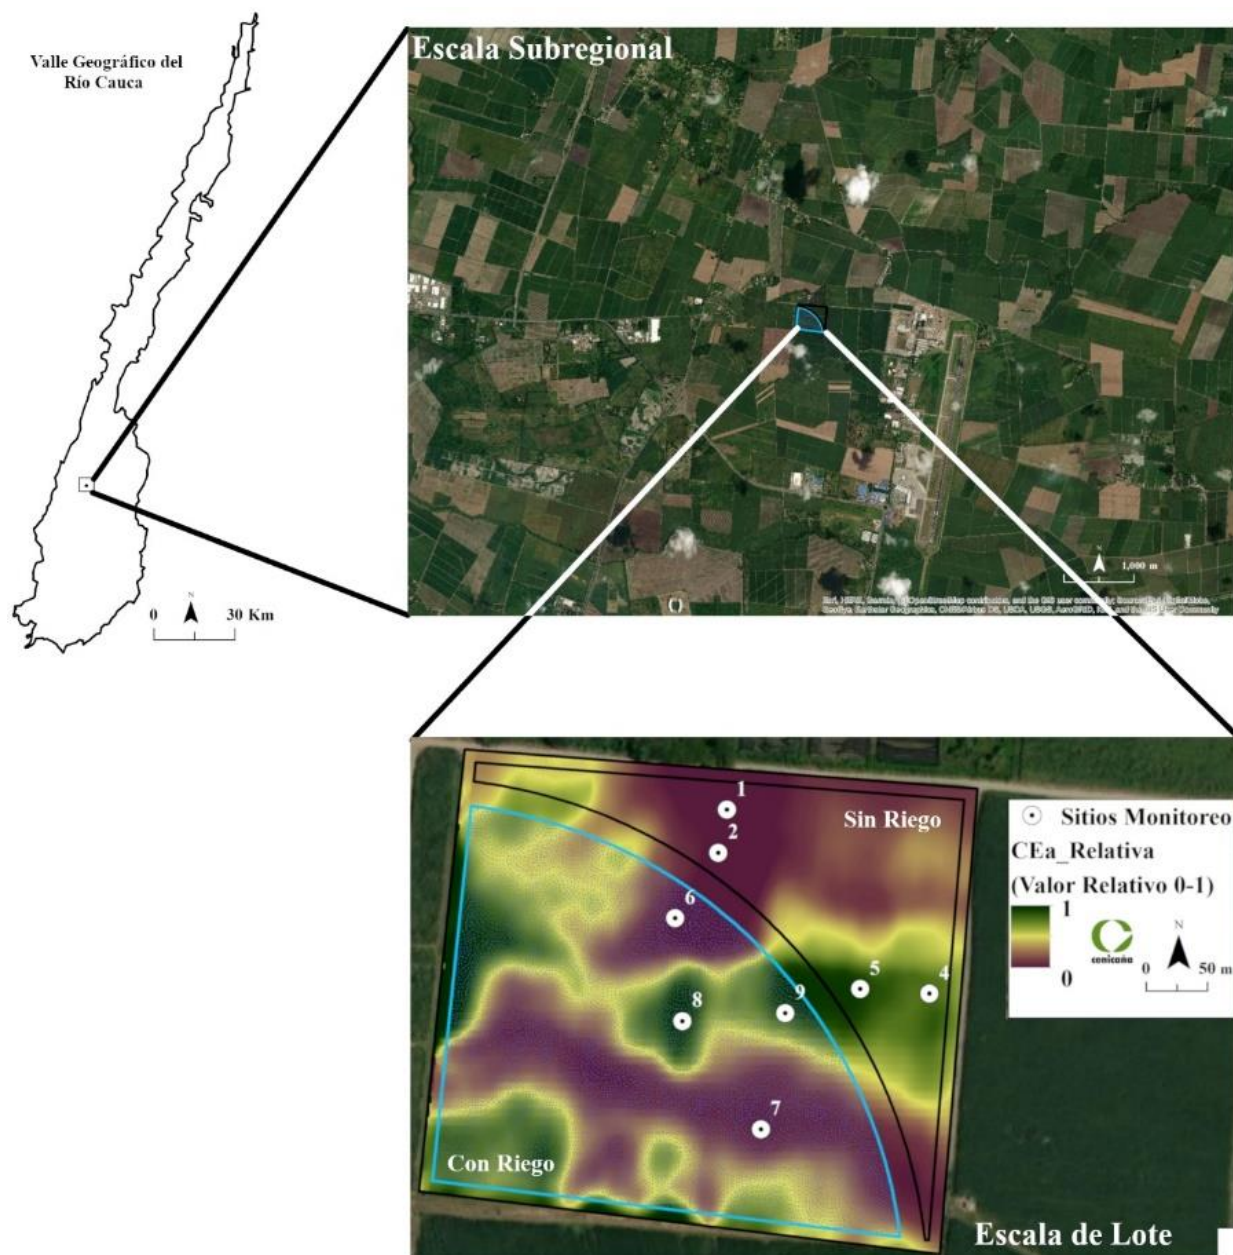 Valle Geográfico del
Río Cauca
N
0 30 Km
Escala Subregional
N
1,000 m
1
2
Sin Riego
6
5
4
8
9
7
Con Riego
Escala de Lote
Sitios Monitoreo
CEa_Relativa
(Valor Relativo 0-1)
1
0
cenicaña
N
0 50 m